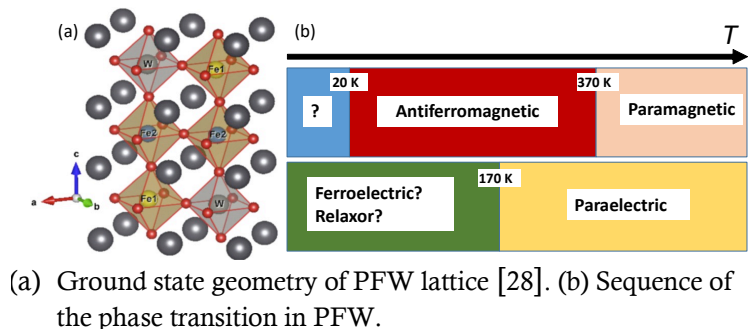 (a)
(b)
T
W
Fe1
20 K
370 K
?
Antiferromagnetic
Paramagnetic
Fe2
Fe2
c
a
b
Fe1
W
170 K
Ferroelectric?
Relaxor?
Paraelectric
(a) Ground state geometry of PFW lattice [28]. (b) Sequence of
the phase transition in PFW.